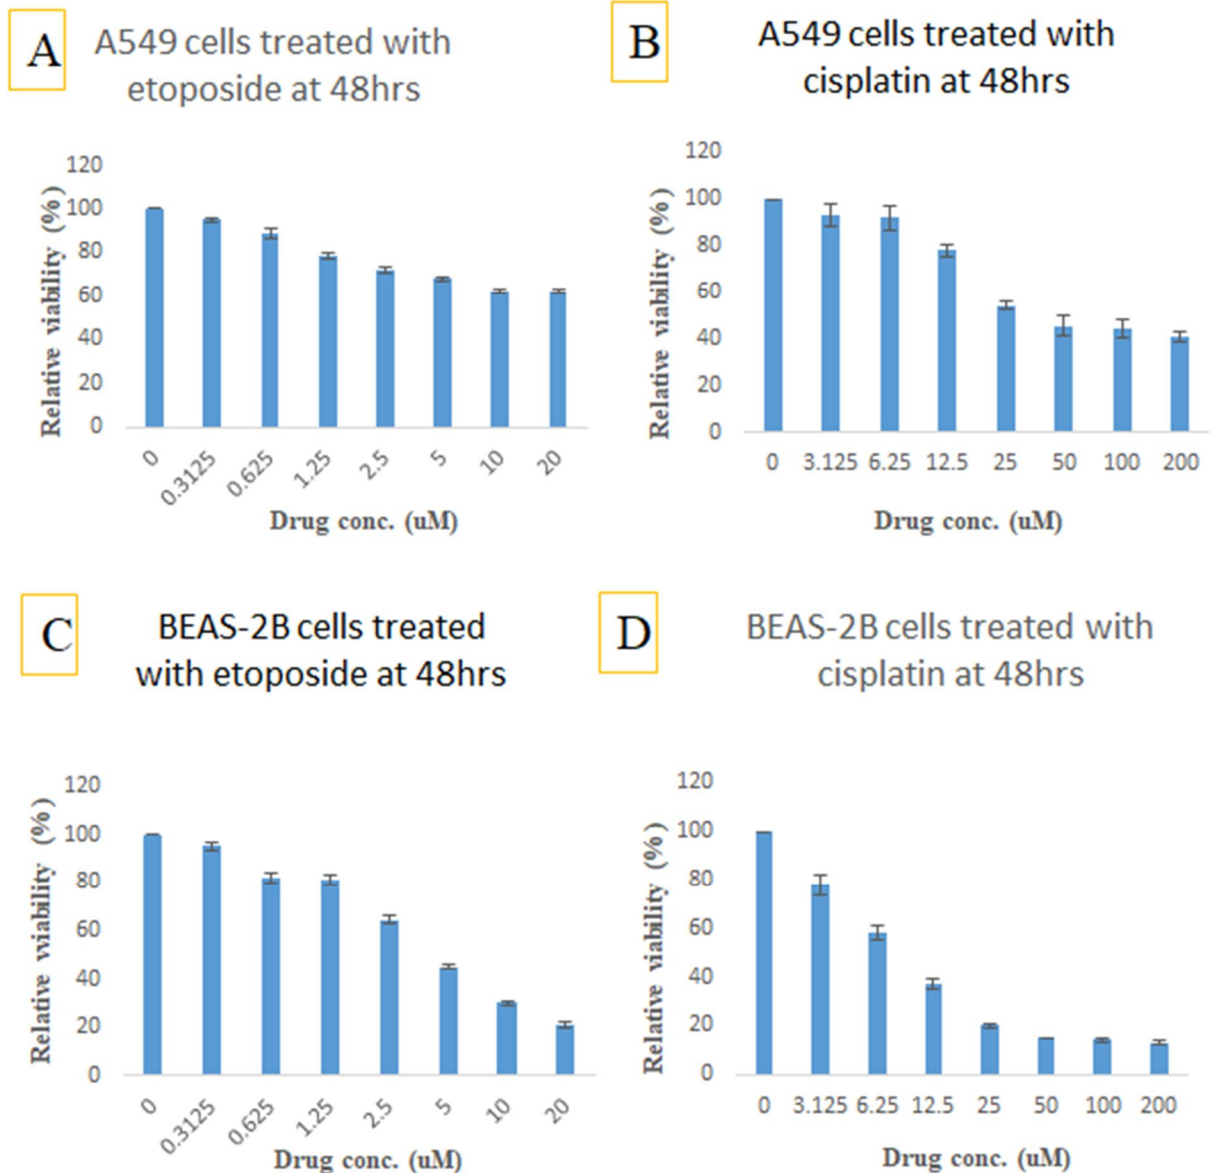 A
A549 cells treated with
etoposide at 48hrs
120
100
80
60
40
20
0
Relative viability (%)
0 0.3125 0.625 1.25 2.5 5 10 20
Drug conc. (uM)
B
A549 cells treated with
cisplatin at 48hrs
120
100
80
60
40
20
0
Relative viability (%)
0 3.125 6.25 12.5 25 50 100 200
Drug conc. (uM)
C
BEAS-2B cells treated
with etoposide at 48hrs
120
100
80
60
40
20
0
Relative vviability (%)
0 0.3125 0.625 1.25 2.5 5 10 20
Drug conc. (uM)
D
BEAS-2B cells treated with
cisplatin at 48hrs
120
100
80
60
40
20
0
Relative viability (%)
0 3.125 6.25 12.5 25 50 100 200
Drug conc. (uM)